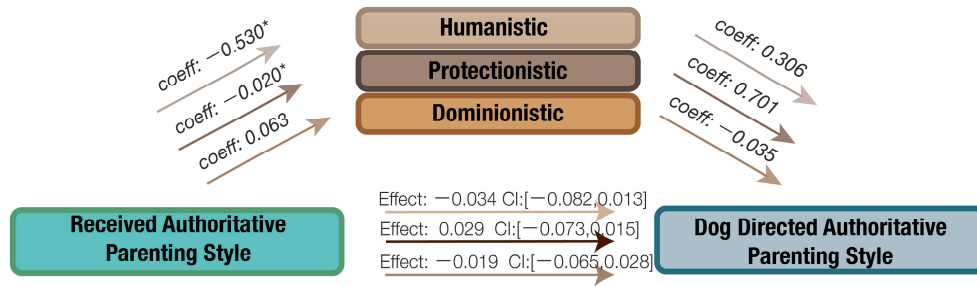 Humanistic
Protectionistic
Dominionistic
coeff: −0.530*
coeff: −0.020*
coeff: 0.063
coeff: 0.306
coeff: 0.701
coeff: −0.035
Received Authoritative
Parenting Style
Effect: −0.034 CI:[−0.082,0.013]
Effect: 0.029 CI:[−0.073,0.015]
Effect: −0.019 CI:[−0.065,0.028]
Dog Directed Authoritative
Parenting Style